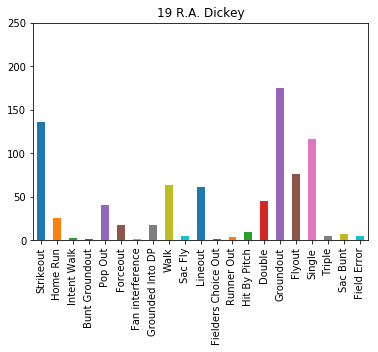 19 R.A. Dickey
250
200
150
100
50
0
Strikeout
Home Run
Intent Walk
Bunt Groundout
Pop Out
Forceout
Fan interference
Grounded Into DP
Walk
Sac Fly
Lineout
Fielders Choice Out
Runner Out
Hit By Pitch
Double
Groundout
Flyout
Single
Triple
Sac Bunt
Field Error